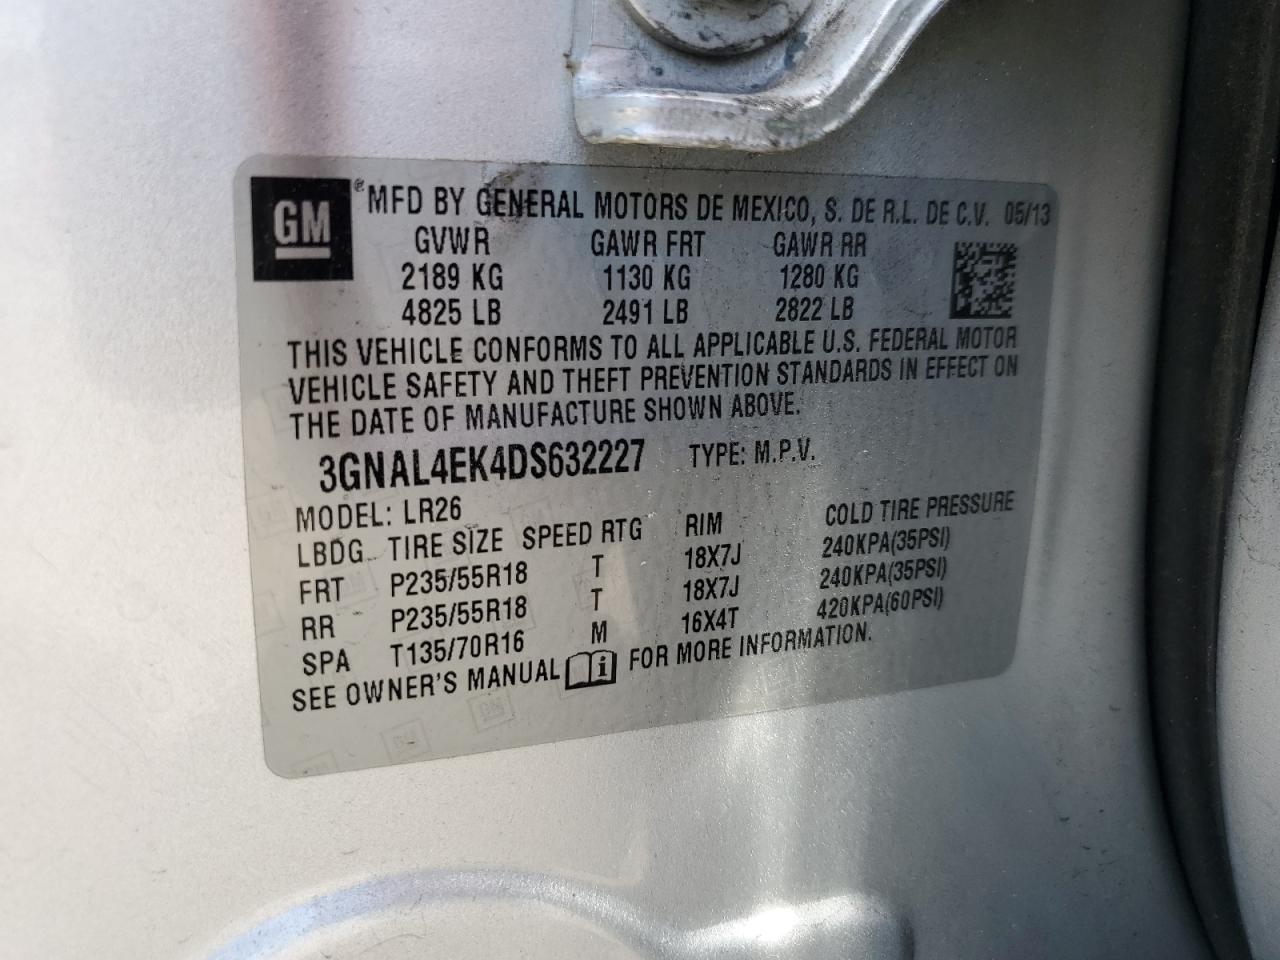 GM
® MFD BY GENERAL MOTORS DE MEXICO, S. DE R.L. DE C.V. 05/13
GVWR GAWR FRT GAWR RR
2189 KG 1130 KG 1280 KG
4825 LB 2491 LB 2822 LB
THIS VEHICLE CONFORMS TO ALL APPLICABLE U.S. FEDERAL MOTOR
VEHICLE SAFETY AND THEFT PREVENTION STANDARDS IN EFFECT ON
THE DATE OF MANUFACTURE SHOWN ABOVE.
3GNAL4EK4DS632227 TYPE: M.P.V.
MODEL: LR26
LBDG TIRE SIZE SPEED RTG RIM COLD TIRE PRESSURE
FRT P235/55R18 T 18X7J 240KPA(35PSI)
RR P235/55R18 T 18X7J 240KPA(35PSI)
SPA T135/70R16 M 16X4T 420KPA(60PSI)
SEE OWNER'S MANUAL i FOR MORE INFORMATION.
GM GM